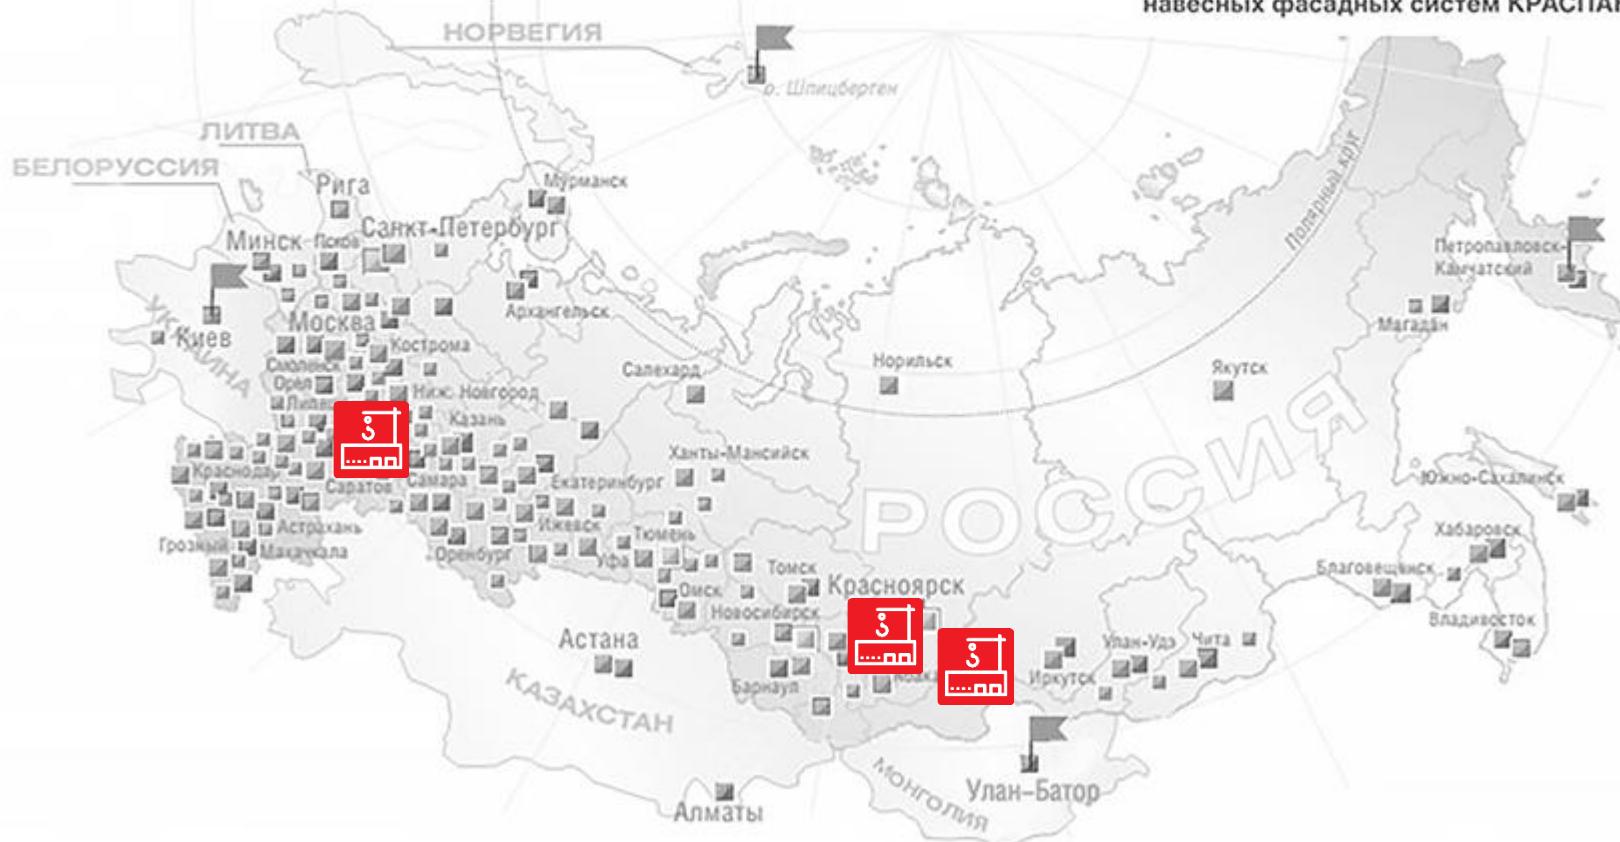 навесных фасадных систем КРАСПАН
НОРВЕГИЯ
о. Шпицберген
ЛИТВА
БЕЛОРУССИЯ
Рига
Мурманск
Санкт-Петербург
Минск
Псков
Полярный круг
Петропавловск-
Камчатский
Архангельск
Магадан
УКРАИНА
Киев
Москва
Кострома
Смоленск
Орёл
Ниж. Новгород
Казань
Салехард
Норильск
Якутск
РОССИЯ
Ханты-Мансийск
Краснодар
Саратов
Самара
Екатеринбург
Южно-Сахалинск
Астрахань
Ижевск
Хабаровск
Грозный
Махачкала
Оренбург
Уфа
Тюмень
Томск
Красноярск
Благовещенск
Омск
Новосибирск
Владивосток
Астана
Барнаул
Иркутск
Улан-Удэ
Чита
КАЗАХСТАН
МОНГОЛИЯ
Улан-Батор
Алматы